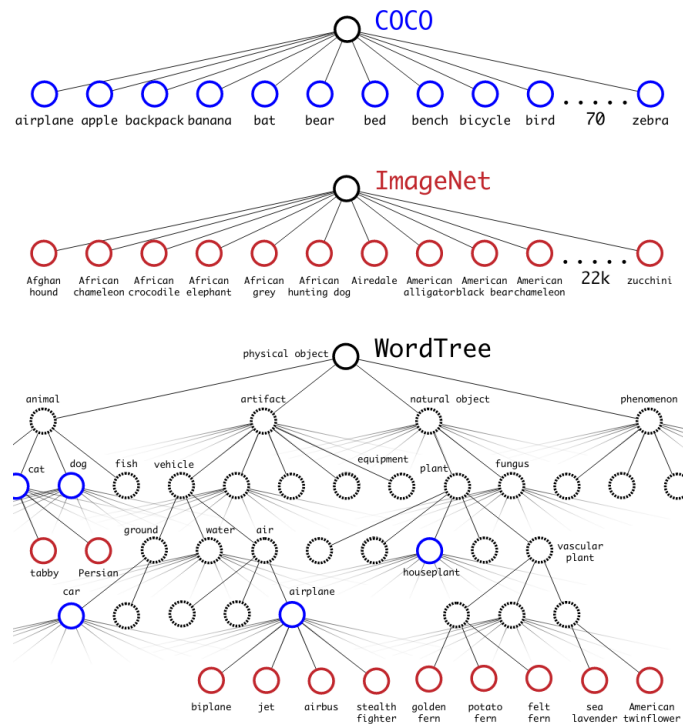 COCO
airplane apple backpack banana bat bear bed bench bicycle bird ..... 70 zebra
ImageNet
Afghan hound
African chameleon
African crocodile
African elephant
African grey
African hunting dog
Airedale
American alligator
American black bear
American chameleon
..... 22k
zucchini
WordTree
physical object
animal artifact natural object phenomenon
cat dog fish vehicle equipment plant fungus
ground water air vascular plant
tabby Persian houseplant
car airplane
biplane jet airbus stealth fighter golden fern potato fern felt fern sea lavender American twinflower